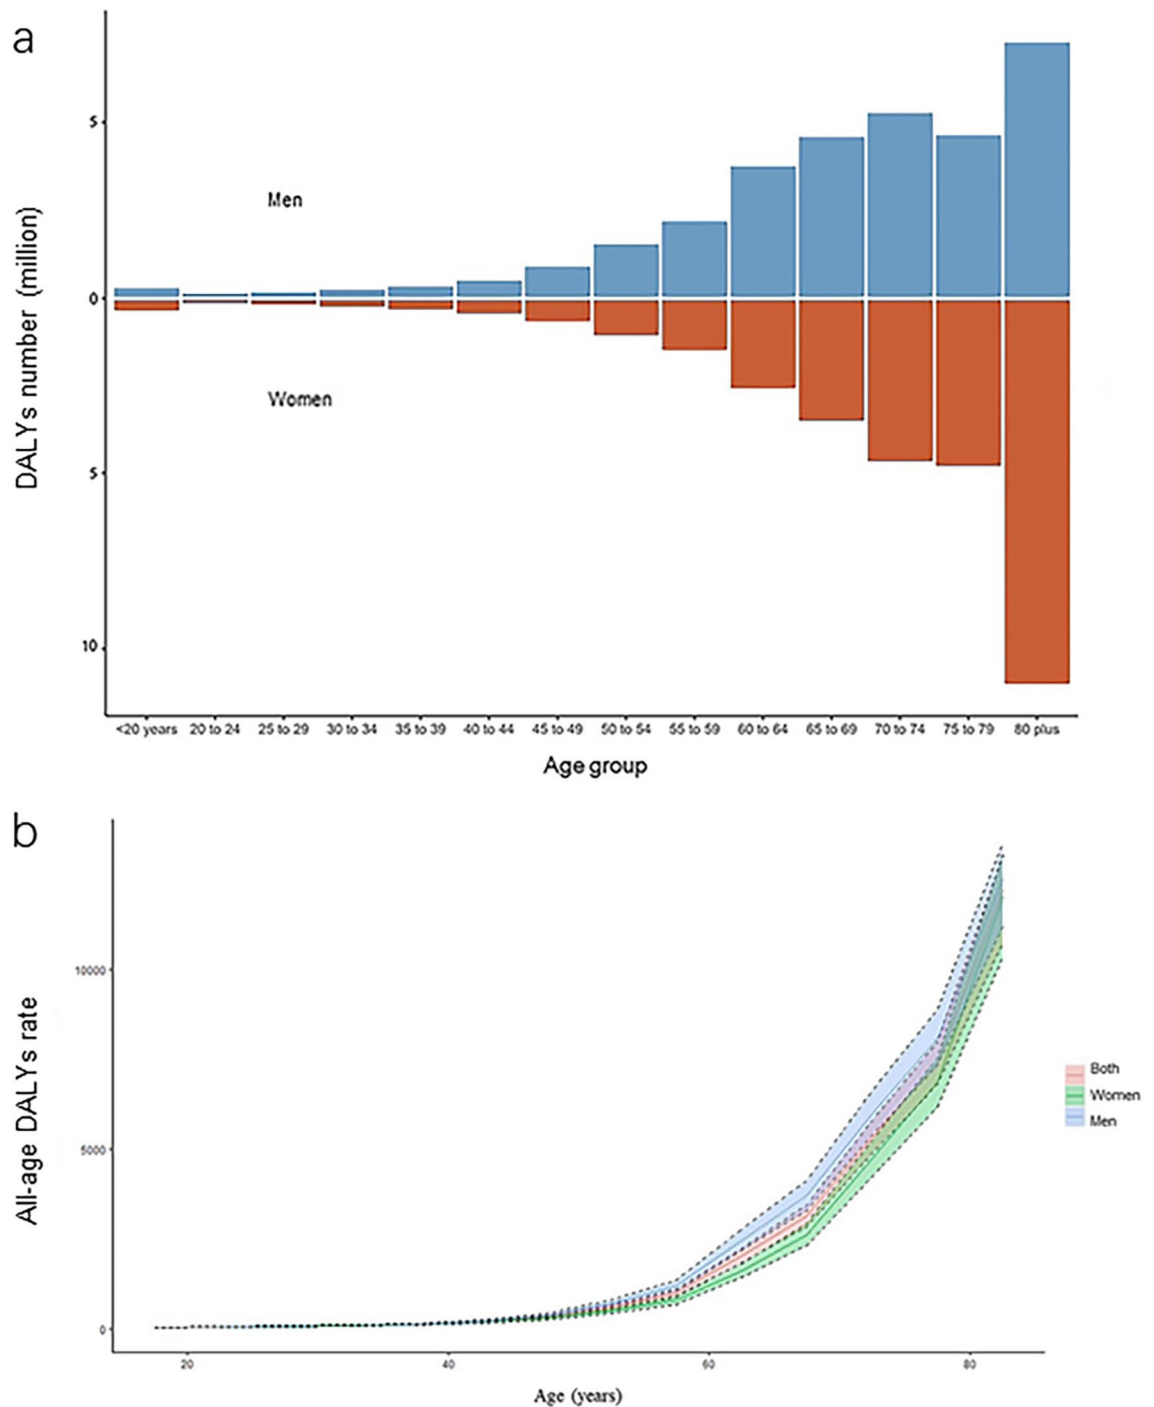 a
DALYs number (million)
5
0
5
10
Men
Women
<20 years 20 to 24 25 to 29 30 to 34 35 to 39 40 to 44 45 to 49 50 to 54 55 to 59 60 to 64 65 to 69 70 to 74 75 to 79 80 plus
Age group
b
All-age DALYs rate
10000
5000
0
20 40 60 80
Age (years)
Both
Women
Men